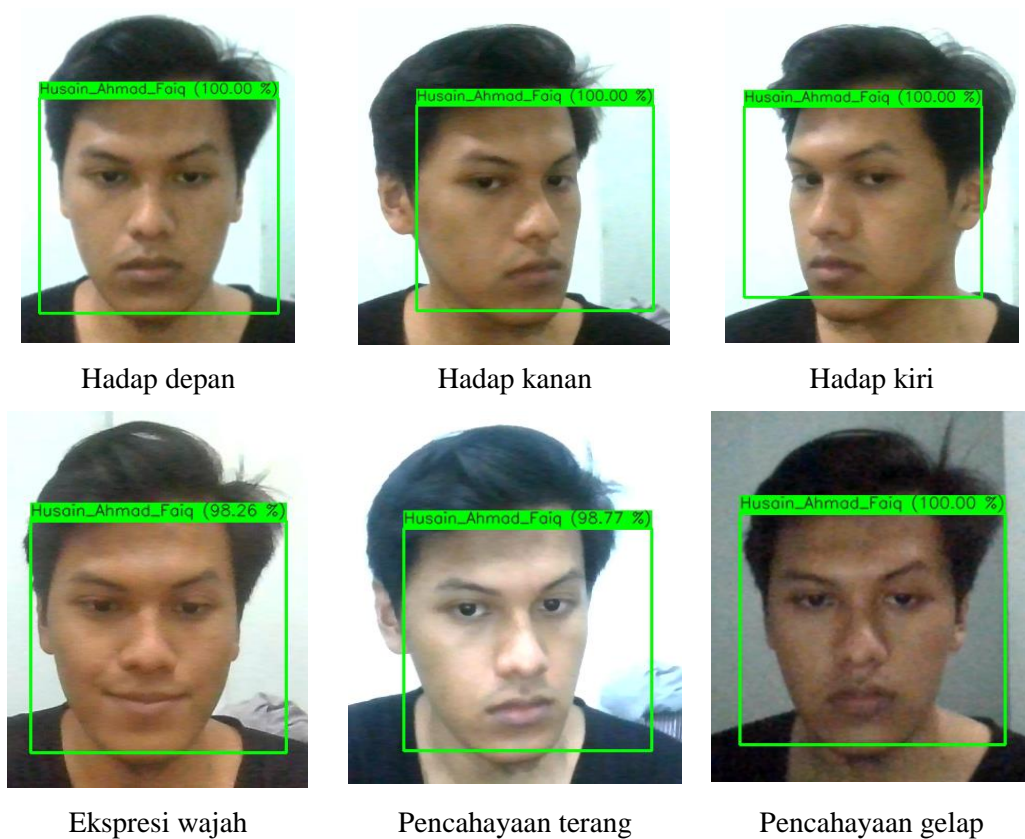 Husain_Ahmad_Faiq (100.00 %)
Husain_Ahmad_Faiq (100.00 %)
Husain_Ahmad_Faiq (100.00 %)
Hadap depan
Hadap kanan
Hadap kiri
Husain_Ahmad_Faiq (98.26 %)
Husain_Ahmad_Faiq (98.77 %)
Husain_Ahmad_Faiq (100.00 %)
Ekspresi wajah
Pencahayaan terang
Pencahayaan gelap